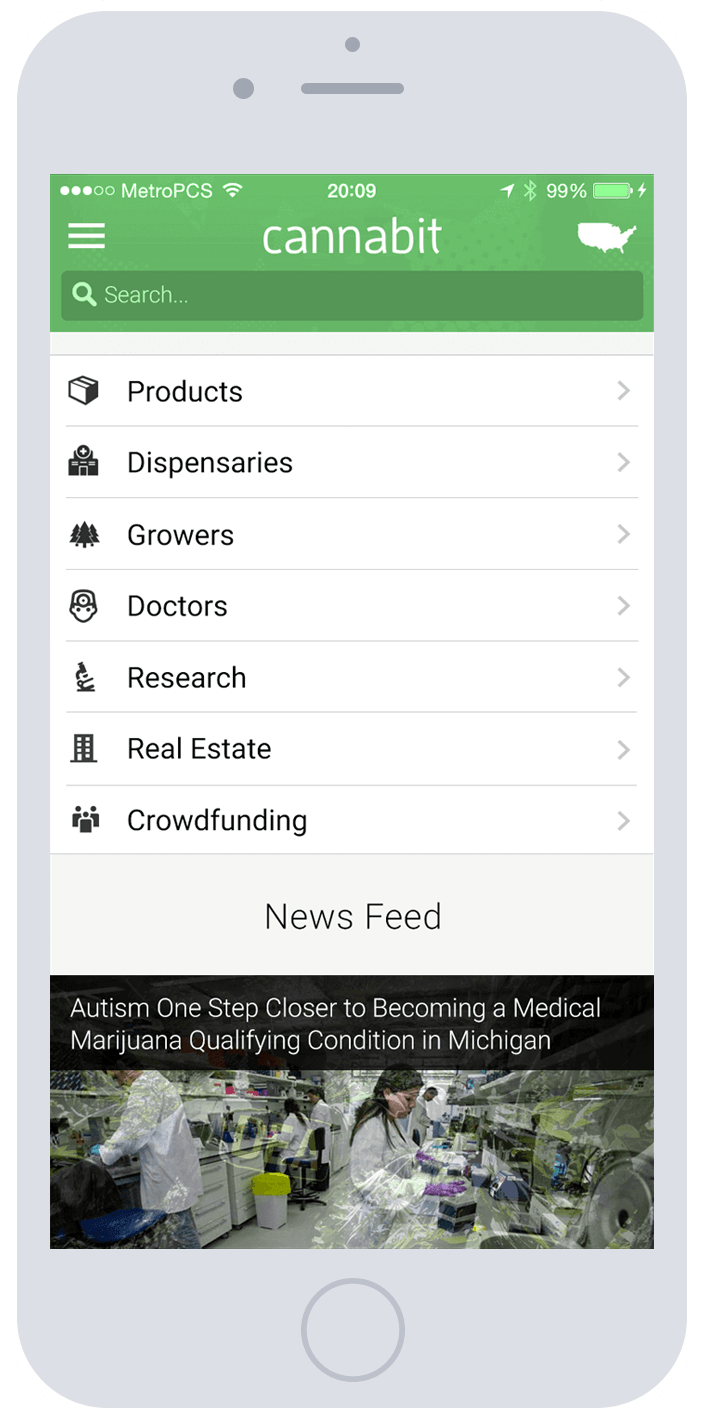 MetroPCS 20:09 99%
cannabit
Search...
Products
Dispensaries
Growers
Doctors
Research
Real Estate
Crowdfunding
News Feed
Autism One Step Closer to Becoming a Medical
Marijuana Qualifying Condition in Michigan